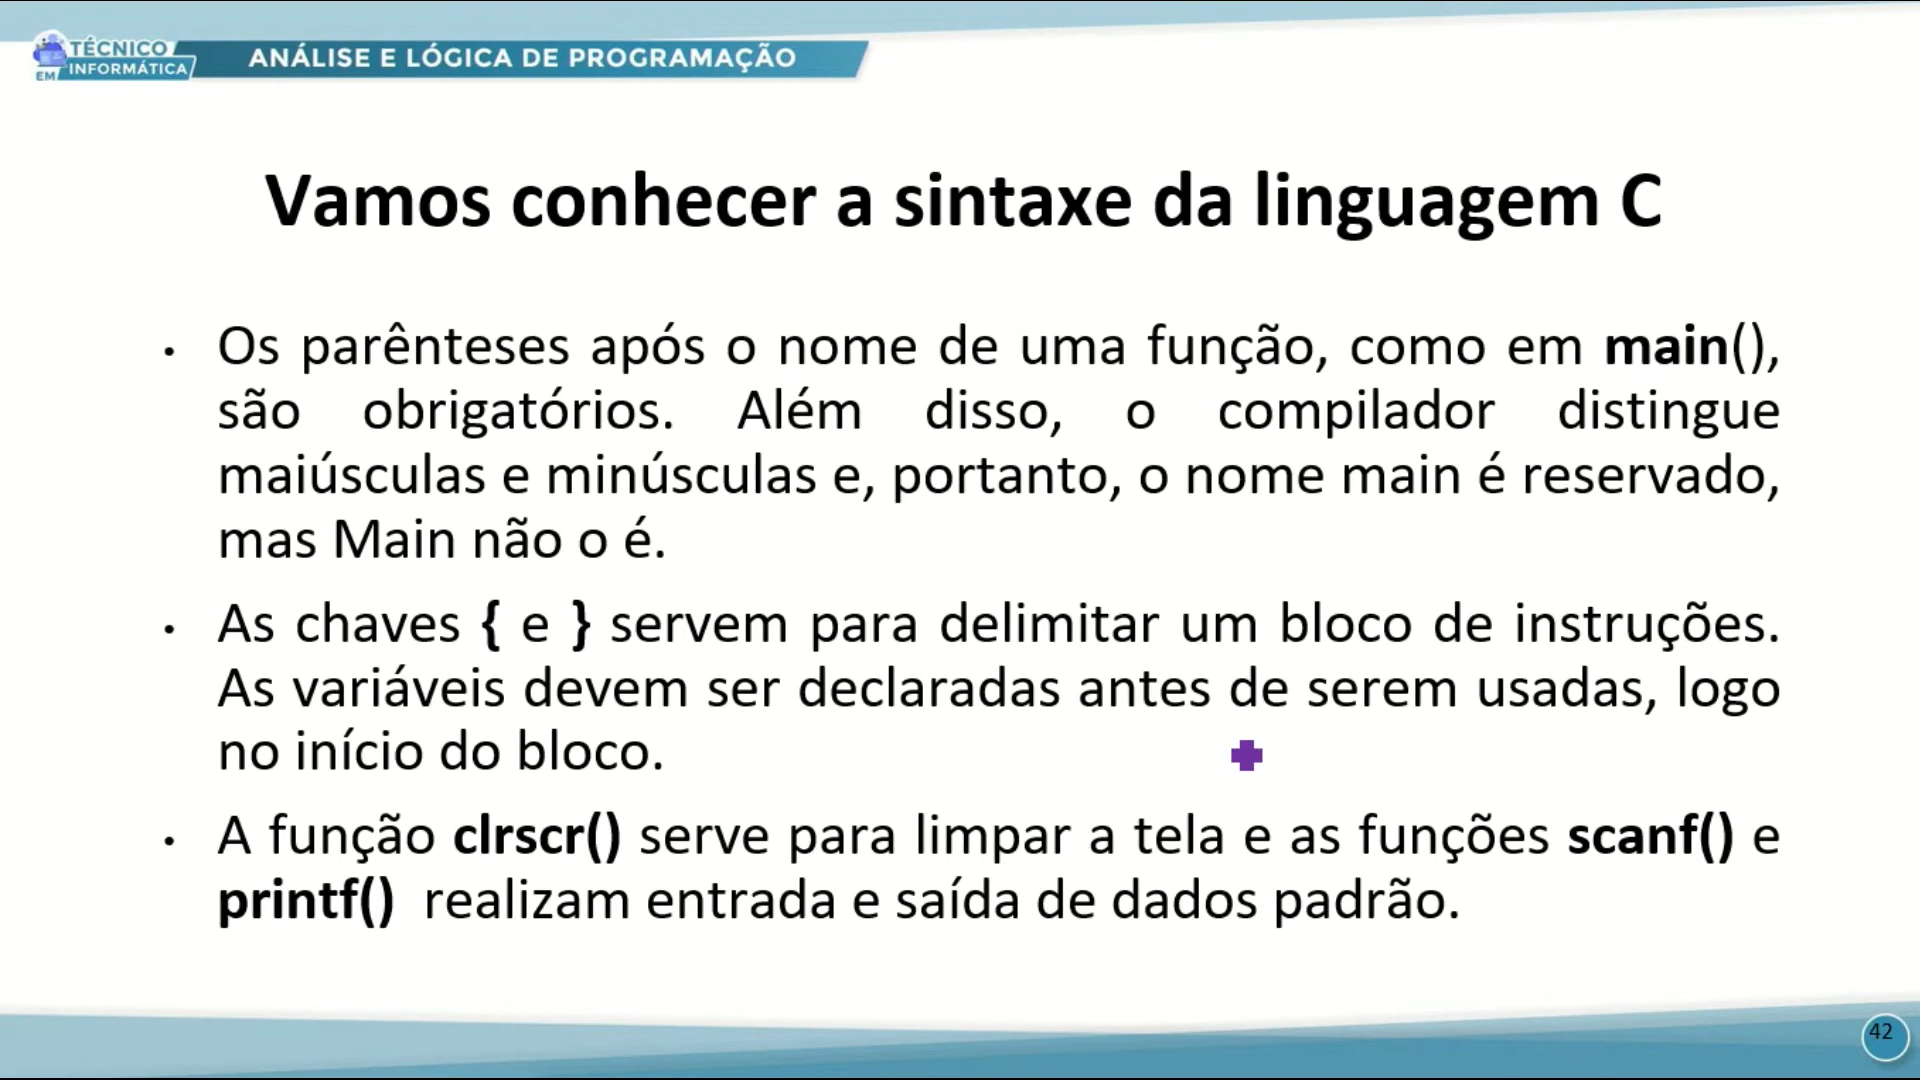 TÉCNICO
EM INFORMÁTICA
ANÁLISE E LÓGICA DE PROGRAMAÇÃO
Vamos conhecer a sintaxe da linguagem C
• Os parênteses após o nome de uma função, como em main(),
são obrigatórios. Além disso, o compilador distingue
maiúsculas e minúsculas e, portanto, o nome main é reservado,
mas Main não o é.
• As chaves { e } servem para delimitar um bloco de instruções.
As variáveis devem ser declaradas antes de serem usadas, logo
no início do bloco.
• A função clrscr() serve para limpar a tela e as funções scanf() e
printf() realizam entrada e saída de dados padrão.
42